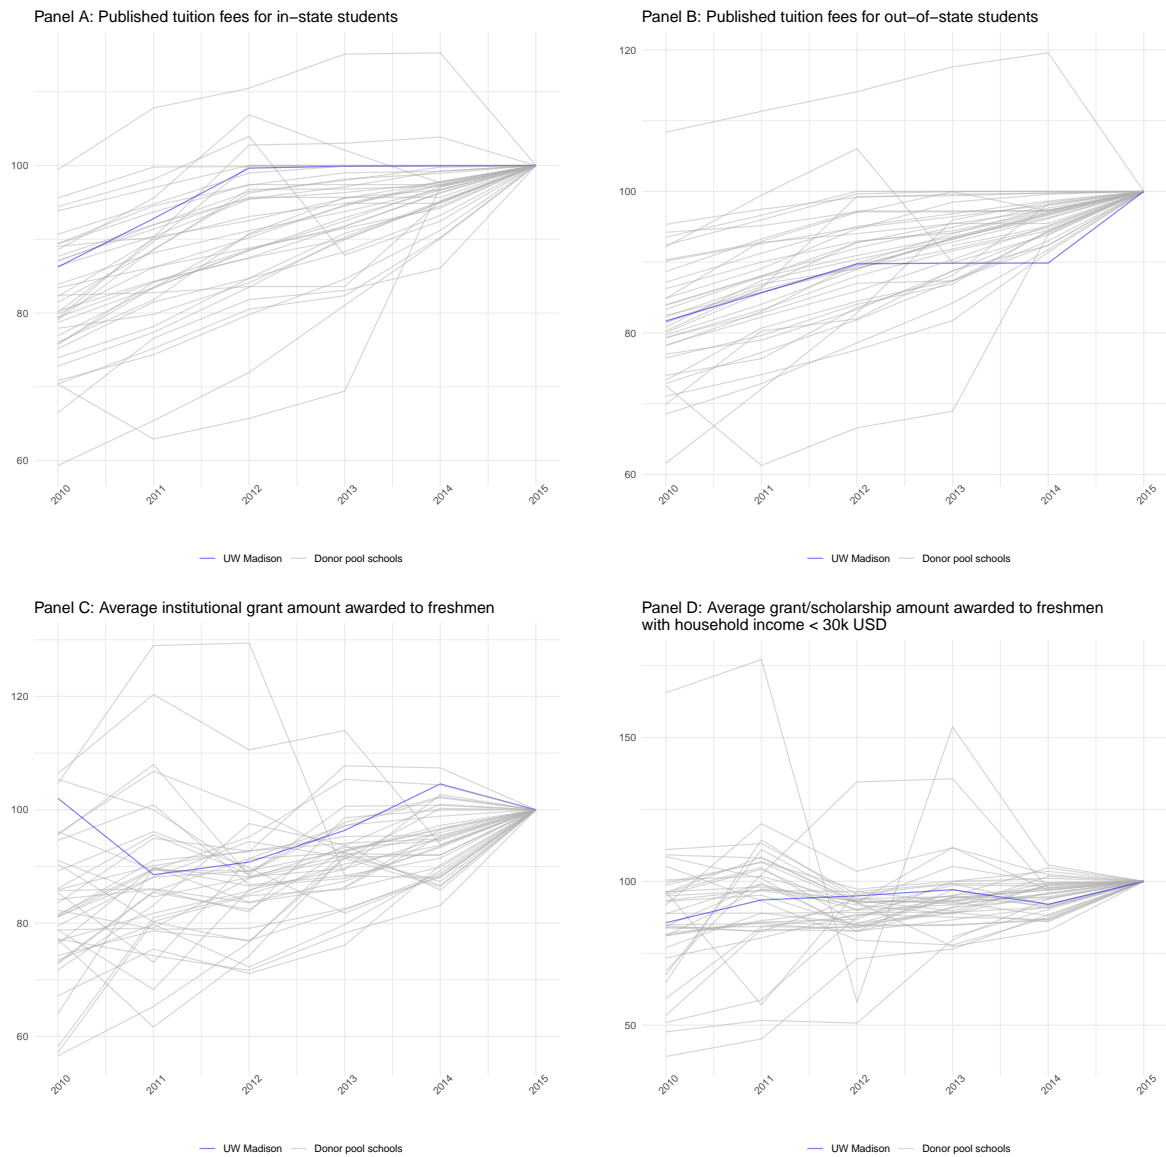 Panel A: Published tuition fees for in−state students
100
80
60
2010
2011
2012
2013
2014
2015
UW Madison
Donor pool schools
Panel B: Published tuition fees for out−of−state students
120
100
80
60
2010
2011
2012
2013
2014
2015
UW Madison
Donor pool schools
Panel C: Average institutional grant amount awarded to freshmen
120
100
80
60
2010
2011
2012
2013
2014
2015
UW Madison
Donor pool schools
Panel D: Average grant/scholarship amount awarded to freshmen
with household income < 30k USD
150
100
50
2010
2011
2012
2013
2014
2015
UW Madison
Donor pool schools